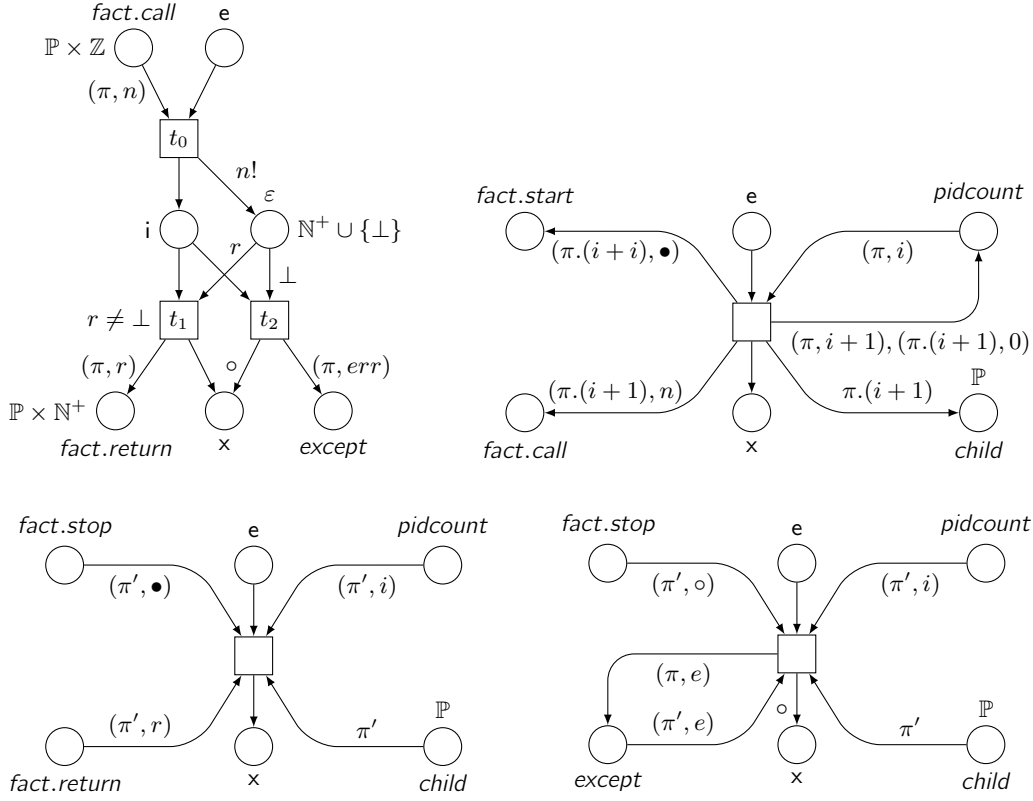 fact.call
e
ℙ × ℤ
(π, n)
t₀
n!
ε
i
r
ℕ⁺ ∪ {⊥}
⊥
r ≠ ⊥
t₁
t₂
(π, r)
∘
(π, err)
ℙ × ℕ⁺
fact.return
x
except
fact.start
e
pidcount
(π.(i + i), •)
(π, i)
(π, i+1), (π.(i+1), 0)
(π.(i + 1), n)
π.(i + 1)
ℙ
fact.call
x
child
fact.stop
e
pidcount
(π′, •)
(π′, i)
(π′, r)
π′
ℙ
fact.return
x
child
fact.stop
e
pidcount
(π′, ∘)
(π′, i)
(π, e)
(π′, e)
∘
π′
ℙ
except
x
child